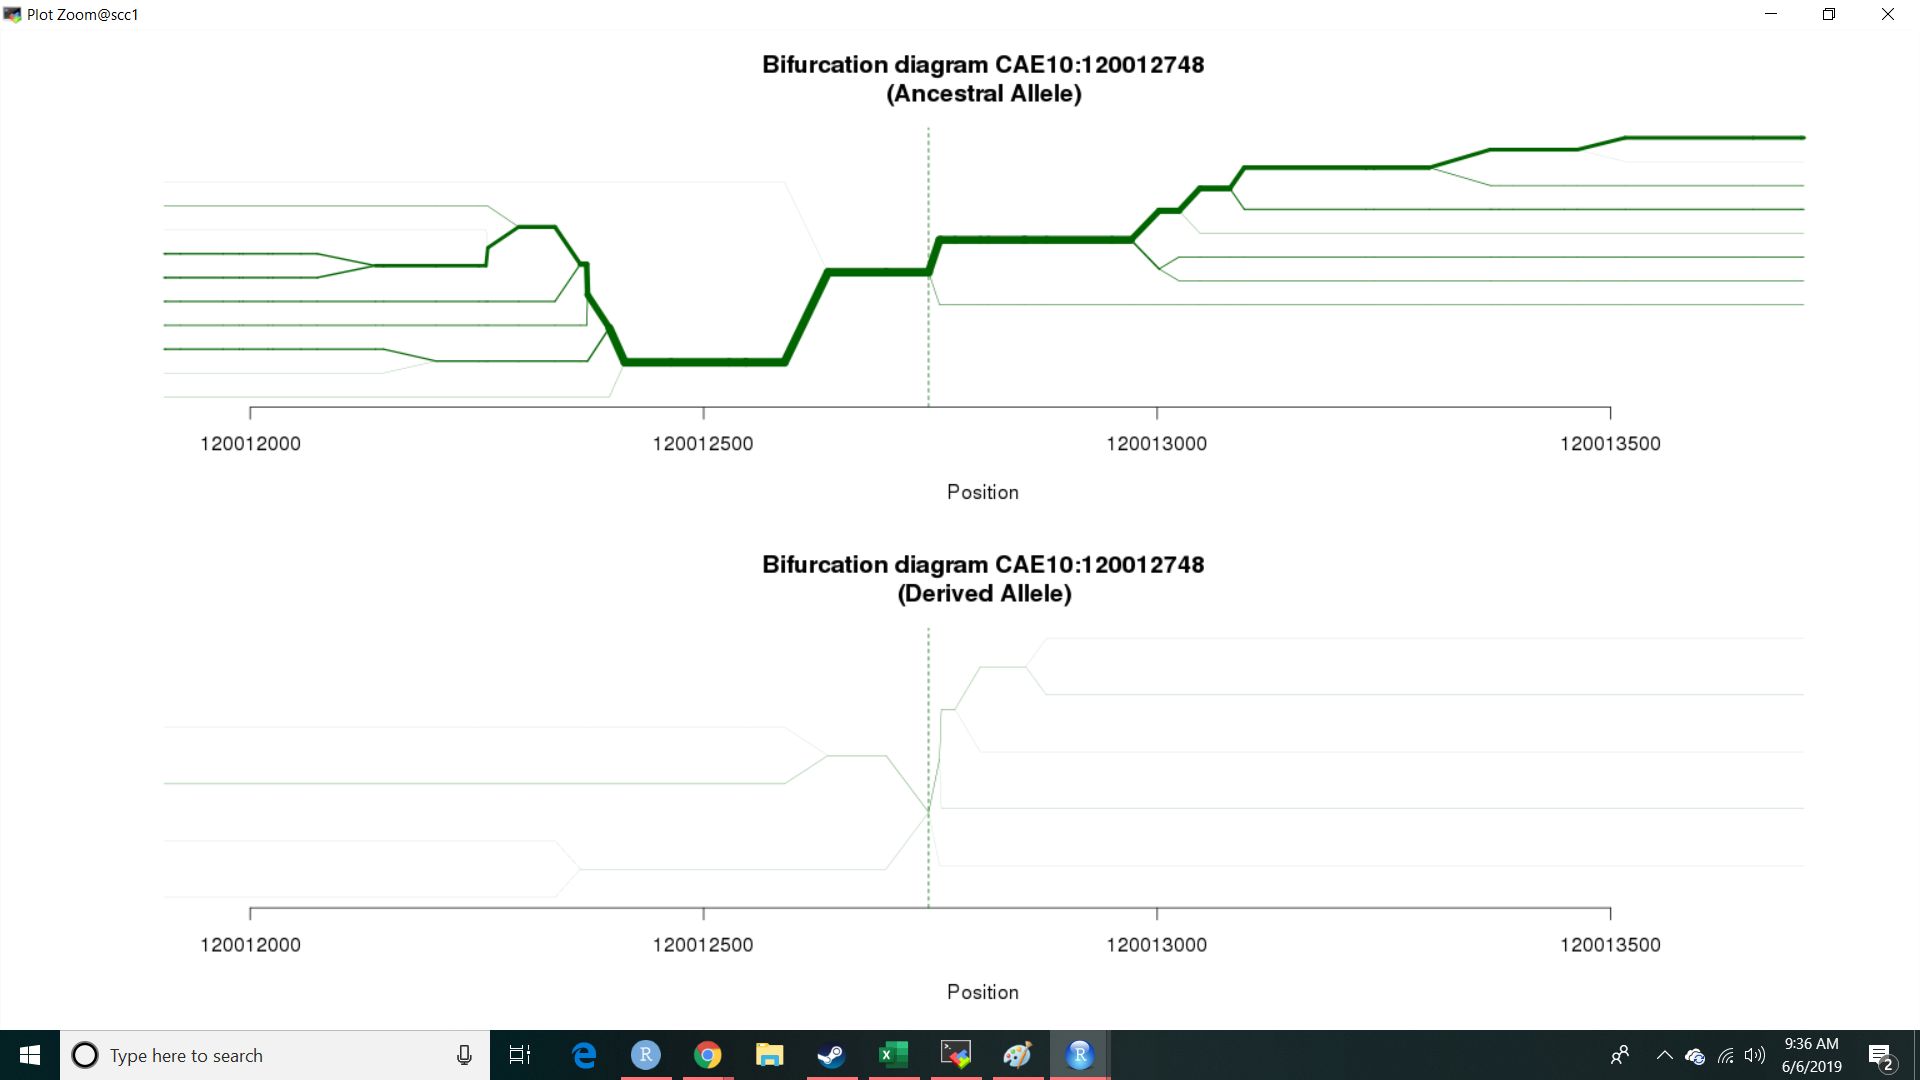 Plot Zoom@scc1
Bifurcation diagram CAE10:120012748
(Ancestral Allele)
120012000 120012500 120013000 120013500
Position
Bifurcation diagram CAE10:120012748
(Derived Allele)
120012000 120012500 120013000 120013500
Position
Type here to search
9:36 AM
6/6/2019
2